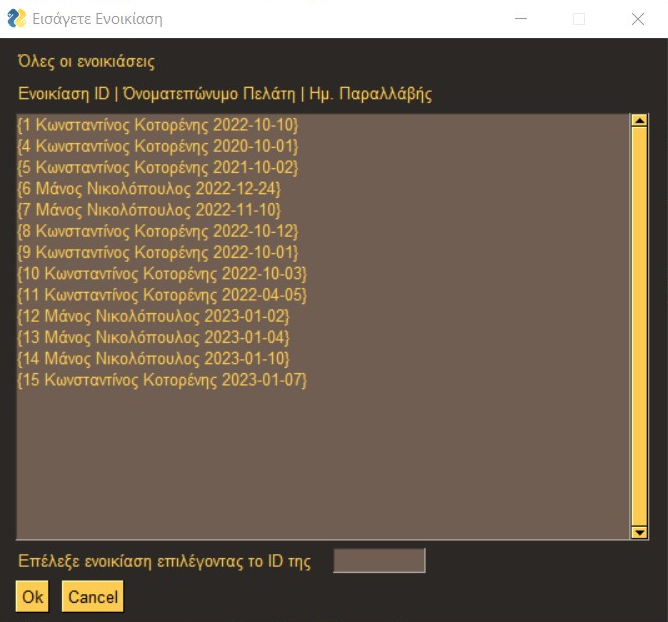 Εισάγετε Ενοικίαση
Όλες οι ενοικιάσεις
Ενοικίαση ID | Όνοματεπώνυμο Πελάτη | Ημ. Παραλλάβής
{1 Κωνσταντίνος Κοτορένης 2022-10-10}
{4 Κωνσταντίνος Κοτορένης 2020-10-01}
{5 Κωνσταντίνος Κοτορένης 2021-10-02}
{6 Μάνος Νικολόπουλος 2022-12-24}
{7 Μάνος Νικολόπουλος 2022-11-10}
{8 Κωνσταντίνος Κοτορένης 2022-10-12}
{9 Κωνσταντίνος Κοτορένης 2022-10-01}
{10 Κωνσταντίνος Κοτορένης 2022-10-03}
{11 Κωνσταντίνος Κοτορένης 2022-04-05}
{12 Μάνος Νικολόπουλος 2023-01-02}
{13 Μάνος Νικολόπουλος 2023-01-04}
{14 Μάνος Νικολόπουλος 2023-01-10}
{15 Κωνσταντίνος Κοτορένης 2023-01-07}
Επέλεξε ενοικίαση επιλέγοντας το ID της
Ok Cancel